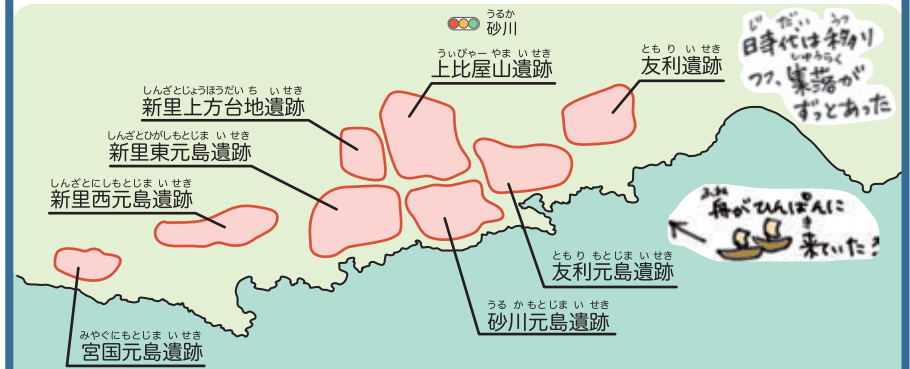 うるか
砂川
うぃぴゃー やま い せき
上比屋山遺跡
とも り い せき
友利遺跡
じ だい うつ
時代は移り
つつ、集落が
しゅうらく
ずっとあった
しんざとじょうほうだい ち い せき
新里上方台地遺跡
しんざとひがしもとじま い せき
新里東元島遺跡
しんざとにしもとじま い せき
新里西元島遺跡
ふね
舟がひんぱんに
き
来ていた?
とも り もとじま い せき
友利元島遺跡
うる か もとじま い せき
砂川元島遺跡
みやぐにもとじま い せき
宮国元島遺跡